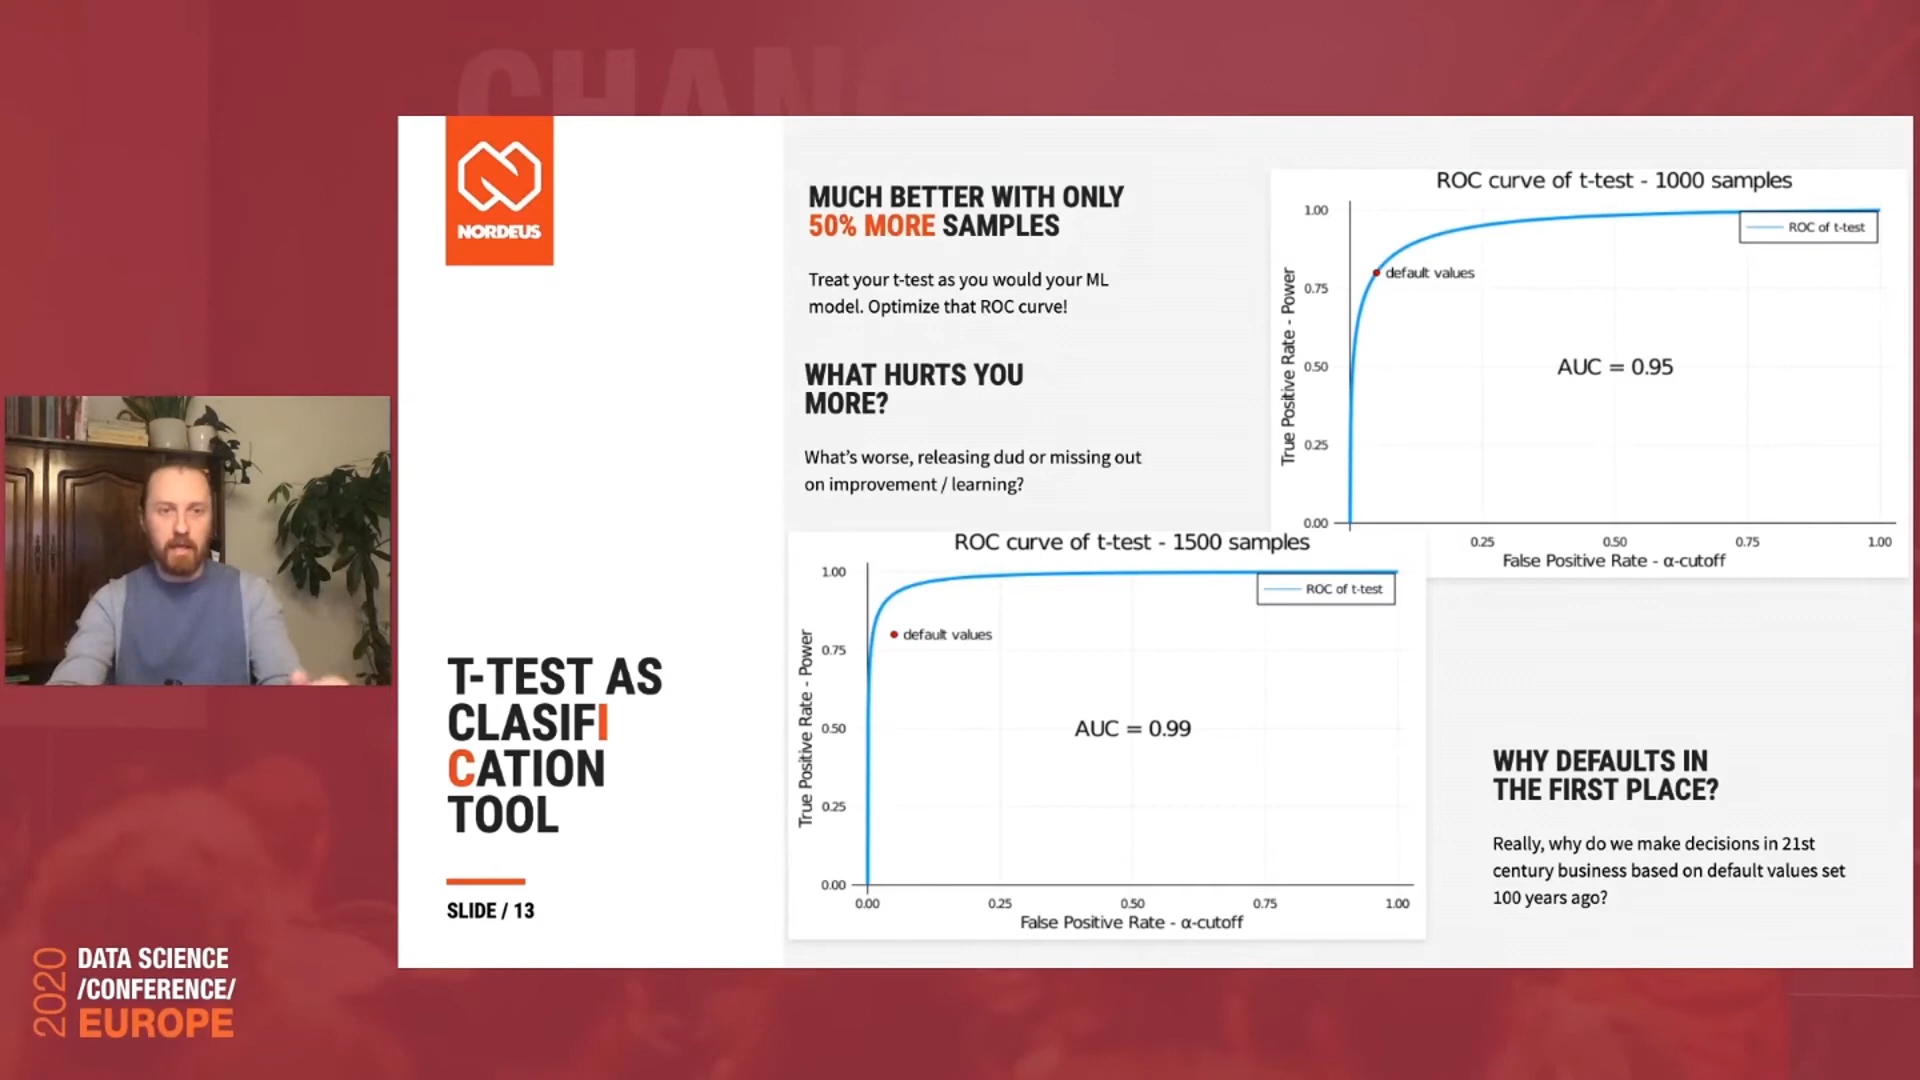 CHANC
NORDEUS
T-TEST AS
CLASIFI
CATION
TOOL
SLIDE / 13
MUCH BETTER WITH ONLY
50% MORE SAMPLES
Treat your t-test as you would your ML
model. Optimize that ROC curve!
WHAT HURTS YOU
MORE?
What's worse, releasing dud or missing out
on improvement / learning?
ROC curve of t-test - 1000 samples
1.00
0.75
0.50
0.25
0.00
True Positive Rate - Power
ROC of t-test
default values
AUC = 0.95
0.25
0.50
0.75
1.00
False Positive Rate - α-cutoff
ROC curve of t-test - 1500 samples
1.00
0.75
0.50
0.25
0.00
True Positive Rate - Power
ROC of t-test
default values
AUC = 0.99
0.00
0.25
0.50
0.75
1.00
False Positive Rate - α-cutoff
WHY DEFAULTS IN
THE FIRST PLACE?
Really, why do we make decisions in 21st
century business based on default values set
100 years ago?
2020
DATA SCIENCE
/CONFERENCE/
EUROPE